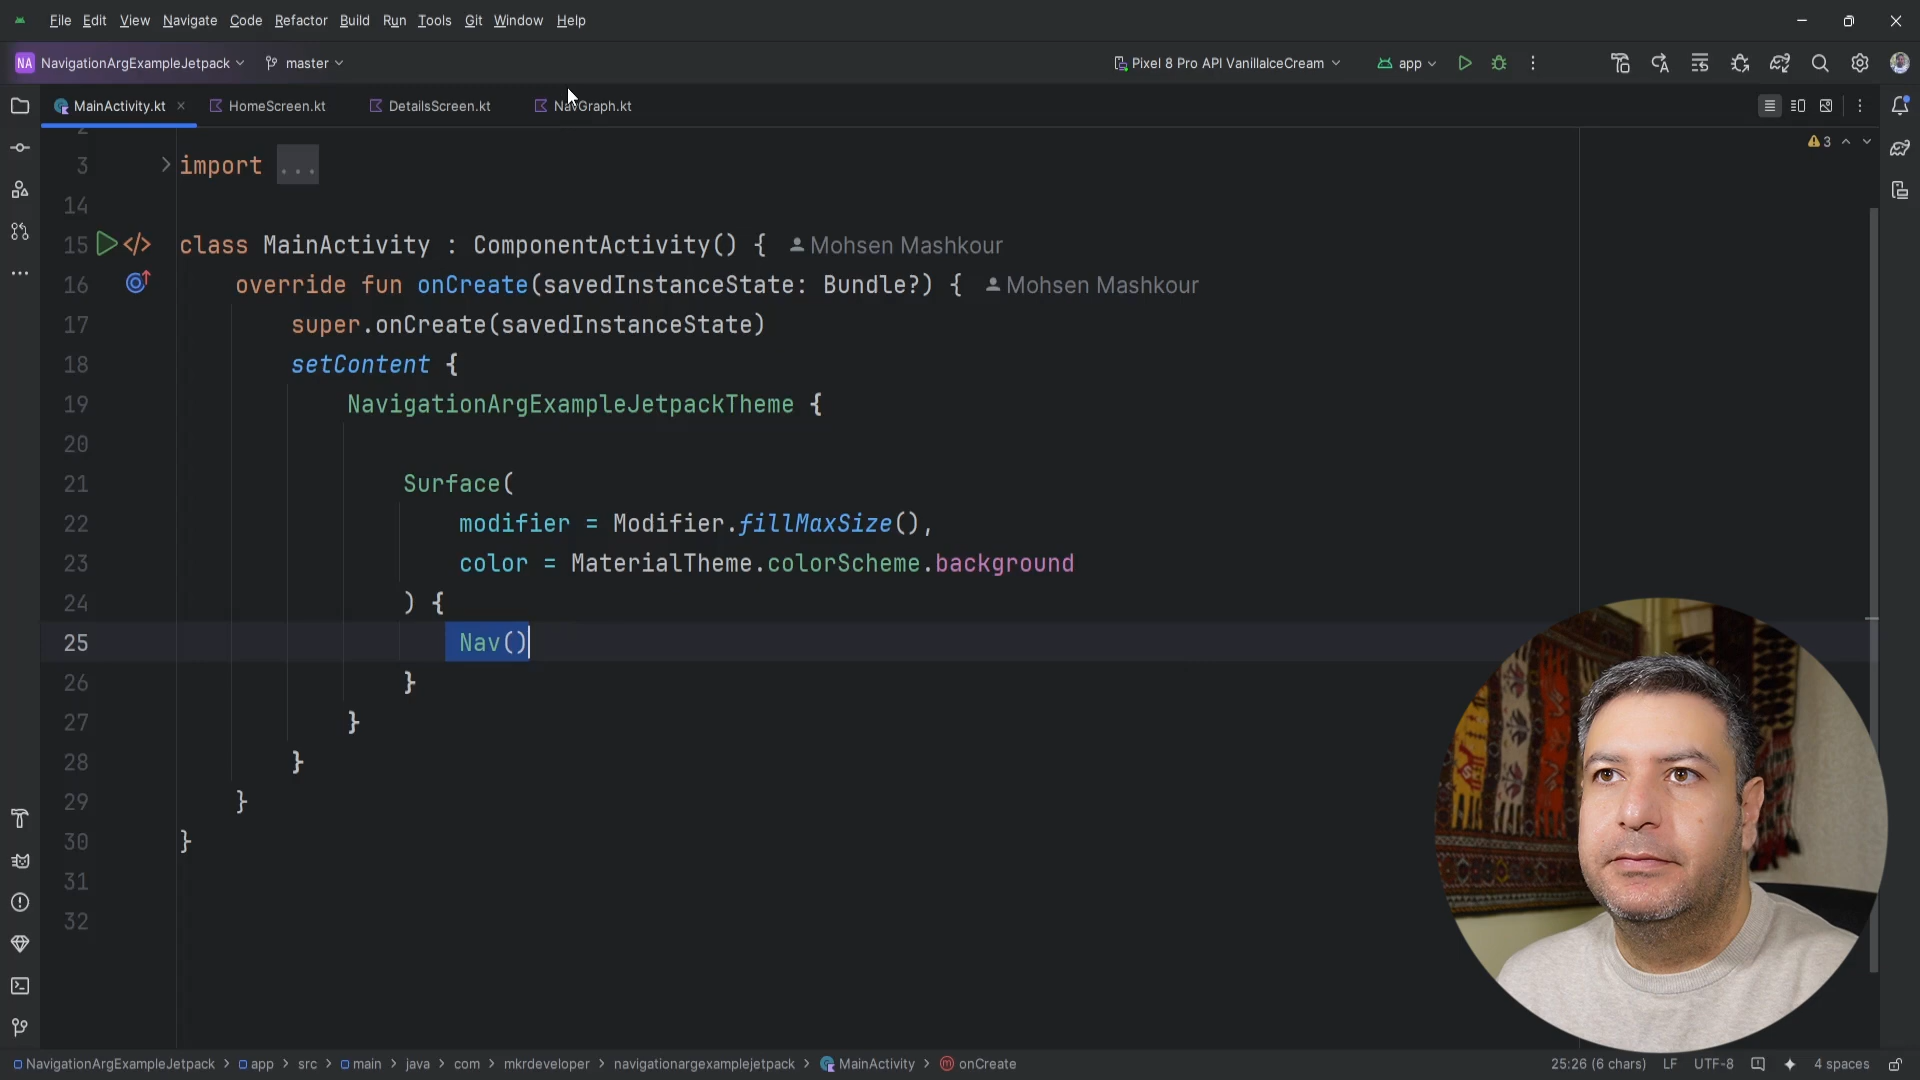 File Edit View Navigate Code Refactor Build Run Tools Git Window Help
NA NavigationArgExampleJetpack master Pixel 8 Pro API VanillaIceCream app
MainActivity.kt HomeScreen.kt DetailsScreen.kt NavGraph.kt
3
3 import ...
14
15 class MainActivity : ComponentActivity() { Mohsen Mashkour
16 override fun onCreate(savedInstanceState: Bundle?) { Mohsen Mashkour
17 super.onCreate(savedInstanceState)
18 setContent {
19 NavigationArgExampleJetpackTheme {
20
21 Surface(
22 modifier = Modifier.fillMaxSize(),
23 color = MaterialTheme.colorScheme.background
24 ) {
25 Nav()
26 }
27 }
28 }
29 }
30 }
31
32
NavigationArgExampleJetpack > app > src > main > java > com > mkrdeveloper > navigationargexamplejetpack > MainActivity > onCreate 25:26 (6 chars) LF UTF-8 4 spaces